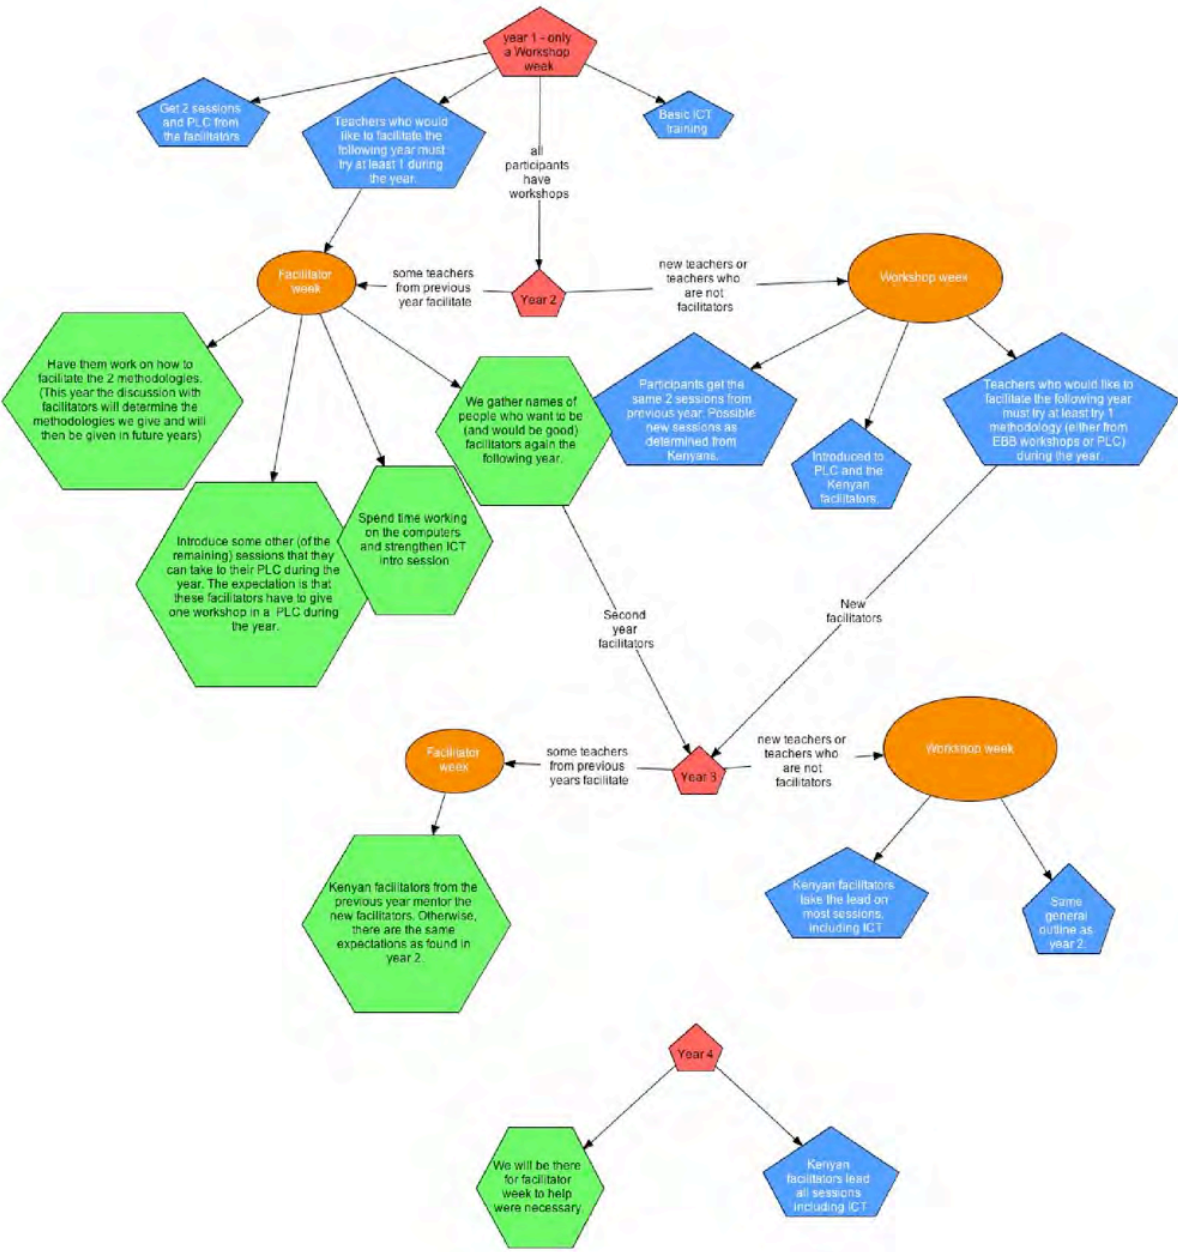 year 1 - only
a Workshop
week
Get 2 sessions
and PLC from
the facilitators
Teachers who would
like to facilitate the
following year must
try at least 1 during
the year.
Basic ICT
training
all
participants
have
workshops
Facilitator
week
some teachers
from previous
year facilitate
Year 2
new teachers or
teachers who
are not
facilitators
Workshop week
Have them work on how to
facilitate the 2 methodologies.
(This year the discussion with
facilitators will determine the
methodologies we give and will
then be given in future years)
We gather names of
people who want to be
(and would be good)
facilitators again the
following year.
Participants get the
same 2 sessions from
previous year. Possible
new sessions as
determined from
Kenyans.
Introduced to
PLC and the
Kenyan
facilitators.
Teachers who would like to
facilitate the following year
must try at least try 1
methodology (either from
EBB workshops or PLC)
during the year.
Introduce some other (of the
remaining) sessions that they
can take to their PLC during the
year. The expectation is that
these facilitators have to give
one workshop in a PLC during
the year.
Spend time working
on the computers
and strengthen ICT
intro session
Second
year
facilitators
New
facilitators
Facilitator
week
some teachers
from previous
years facilitate
Year 3
new teachers or
teachers who
are not
facilitators
Workshop week
Kenyan facilitators from the
previous year mentor the
new facilitators. Otherwise,
there are the same
expectations as found in
year 2.
Kenyan facilitators
take the lead on
most sessions,
including ICT
Same
general
outline as
year 2.
Year 4
We will be there
for facilitator
week to help
were necessary.
Kenyan
facilitators lead
all sessions
including ICT